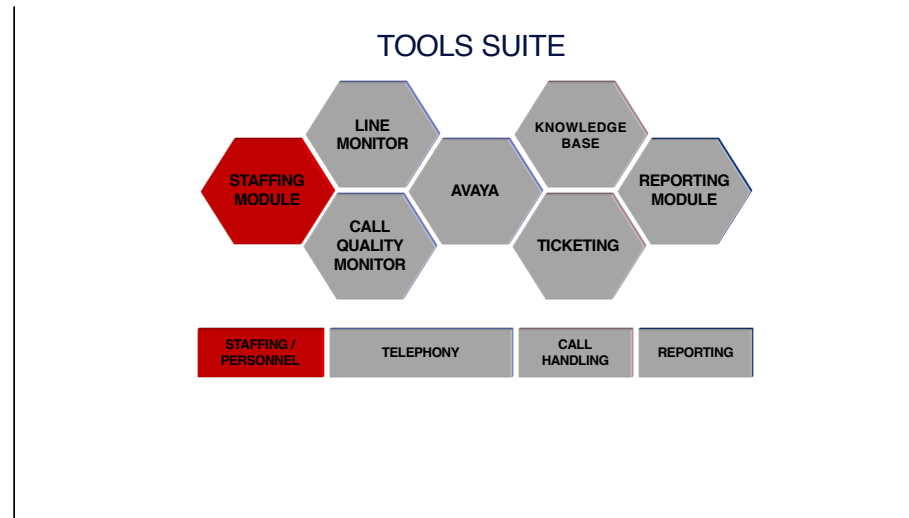 TOOLS SUITE
LINE
MONITOR
KNOWLEDGE
BASE
STAFFING
MODULE
AVAYA
REPORTING
MODULE
CALL
QUALITY
MONITOR
TICKETING
STAFFING /
PERSONNEL
TELEPHONY
CALL
HANDLING
REPORTING